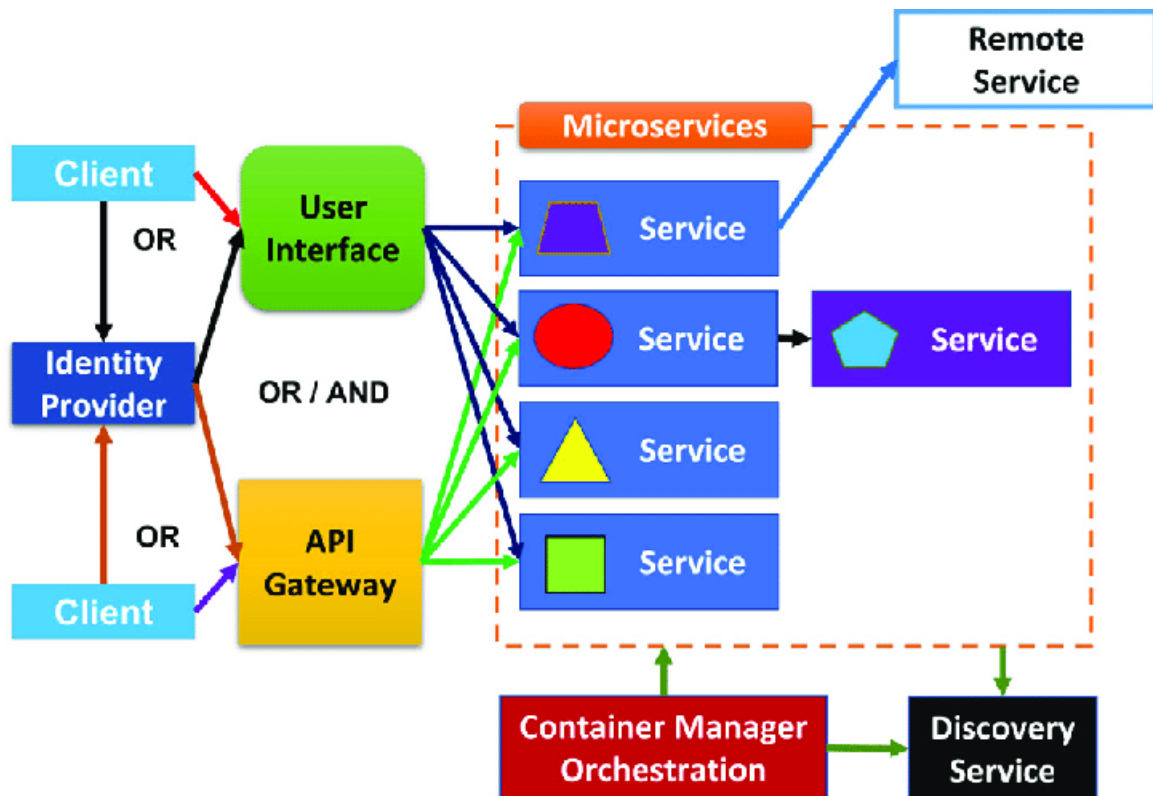 Remote
Service
Microservices
Client
OR
User
Interface
Service
Service
Service
Identity
Provider
OR / AND
Service
OR
API
Gateway
Service
Client
Container Manager
Orchestration
Discovery
Service